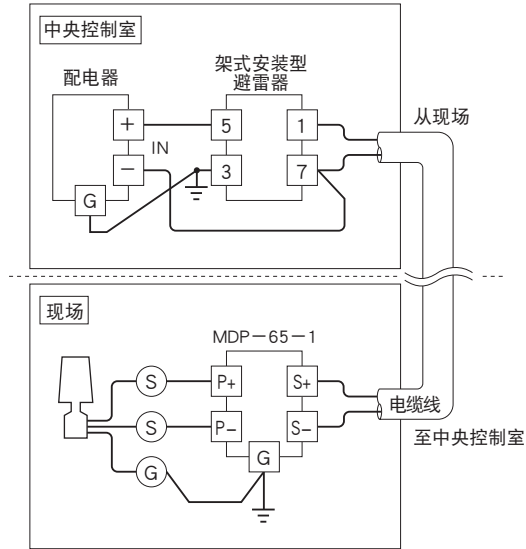 中央控制室
配电器
架式安装型
避雷器
+
5
1
从现场
IN
−
3
7
G
现场
MDP−65−1
S
P+
S+
电缆线
S
P−
S−
至中央控制室
G
G